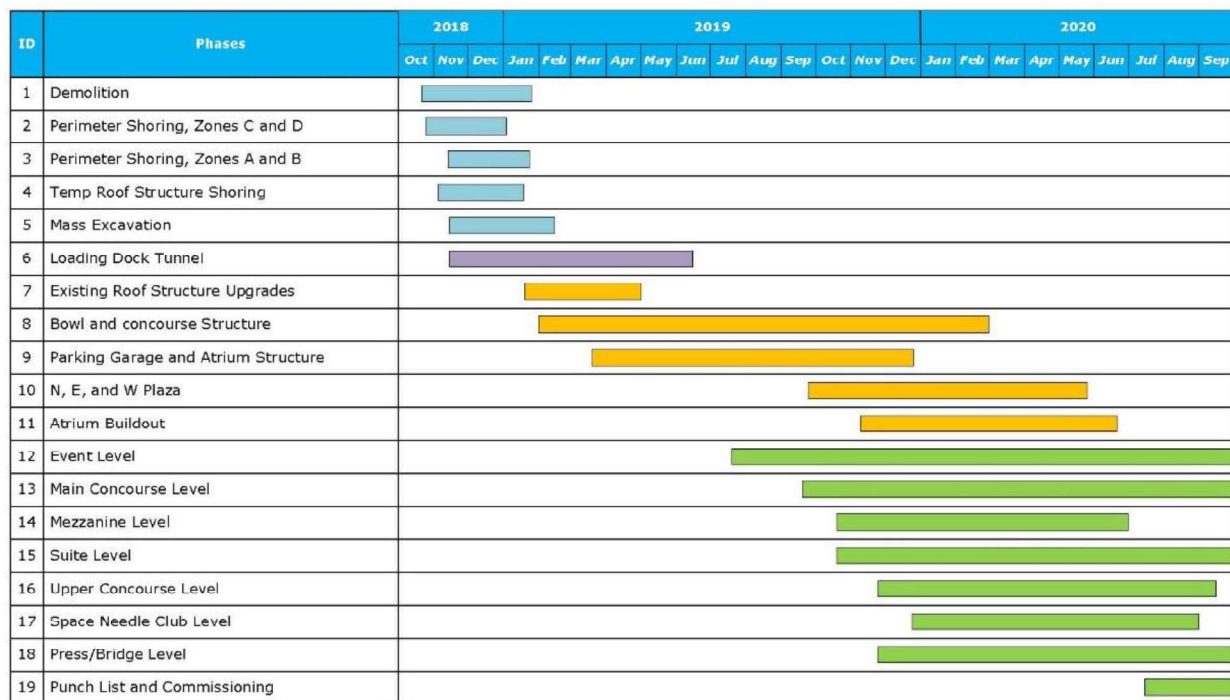 ID Phases 2018 2019 2020
Oct Nov Dec Jan Feb Mar Apr May Jun Jul Aug Sep Oct Nov Dec Jan Feb Mar Apr May Jun Jul Aug Sep
1 Demolition
2 Perimeter Shoring, Zones C and D
3 Perimeter Shoring, Zones A and B
4 Temp Roof Structure Shoring
5 Mass Excavation
6 Loading Dock Tunnel
7 Existing Roof Structure Upgrades
8 Bowl and concourse Structure
9 Parking Garage and Atrium Structure
10 N, E, and W Plaza
11 Atrium Buildout
12 Event Level
13 Main Concourse Level
14 Mezzanine Level
15 Suite Level
16 Upper Concourse Level
17 Space Needle Club Level
18 Press/Bridge Level
19 Punch List and Commissioning